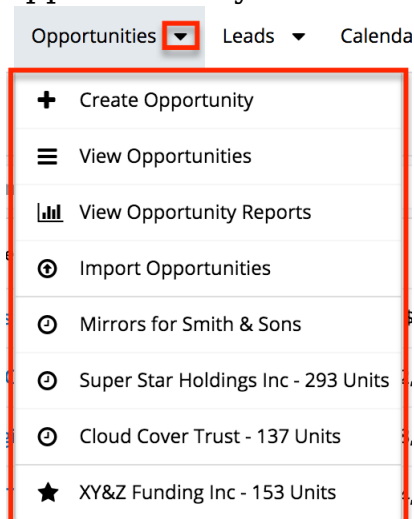 Opportunities Leads Calenda
Create Opportunity
View Opportunities
View Opportunity Reports
Import Opportunities
Mirrors for Smith & Sons
Super Star Holdings Inc - 293 Units
Cloud Cover Trust - 137 Units
XY&Z Funding Inc - 153 Units